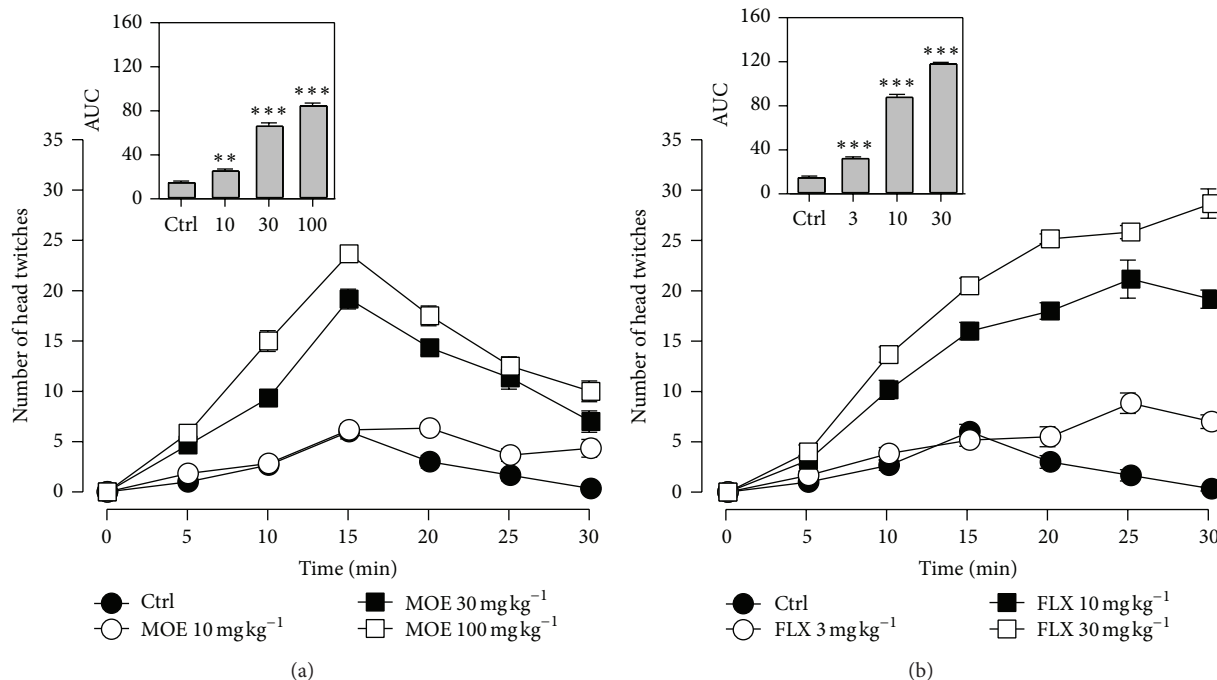 160
120
80
40
0
AUC
**
***
***
Ctrl
10
30
100
35
30
25
20
15
10
5
0
Number of head twitches
0
5
10
15
20
25
30
Time (min)
Ctrl
MOE 10 mg kg⁻¹
MOE 30 mg kg⁻¹
MOE 100 mg kg⁻¹
(a)
160
120
80
40
0
AUC
***
***
***
Ctrl
3
10
30
35
30
25
20
15
10
5
0
Number of head twitches
0
5
10
15
20
25
30
Time (min)
Ctrl
FLX 3 mg kg⁻¹
FLX 10 mg kg⁻¹
FLX 30 mg kg⁻¹
(b)